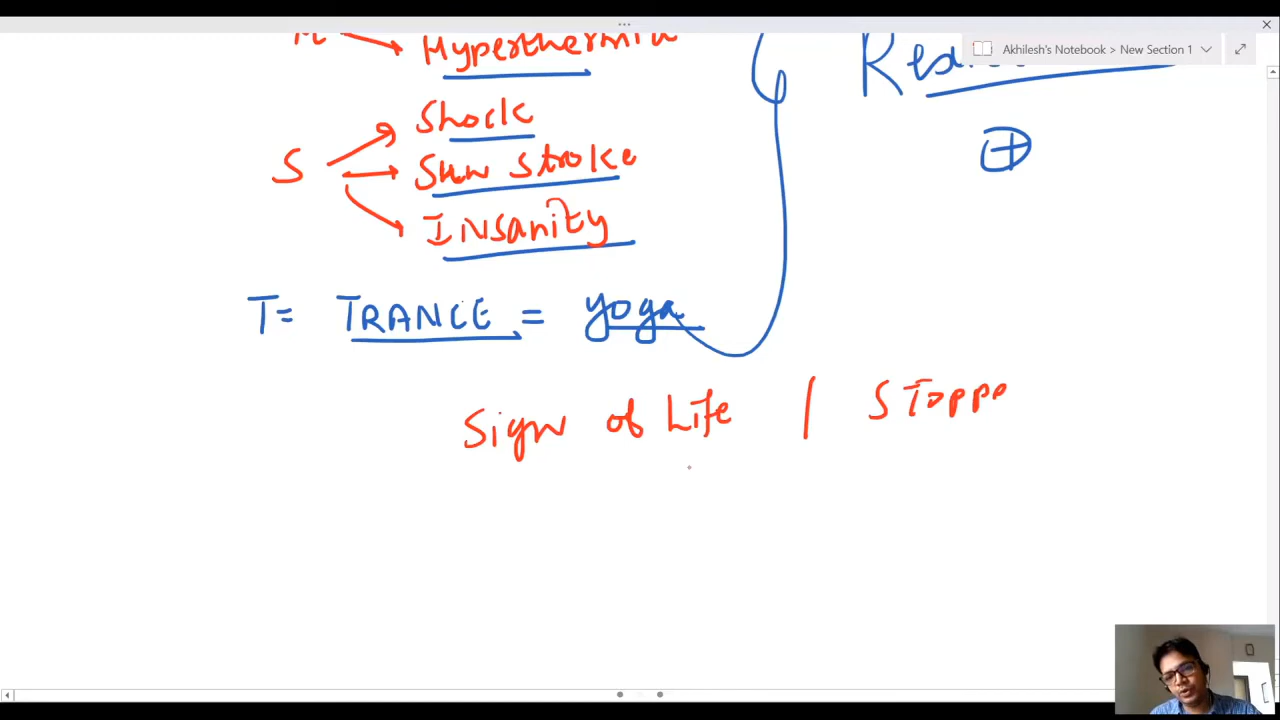 Hyperthermia
Akhilesh's Notebook > New Section 1
Shock
S Sun stroke
INsanity
T= TRANCE = yoga
Sign of Life / SToppe